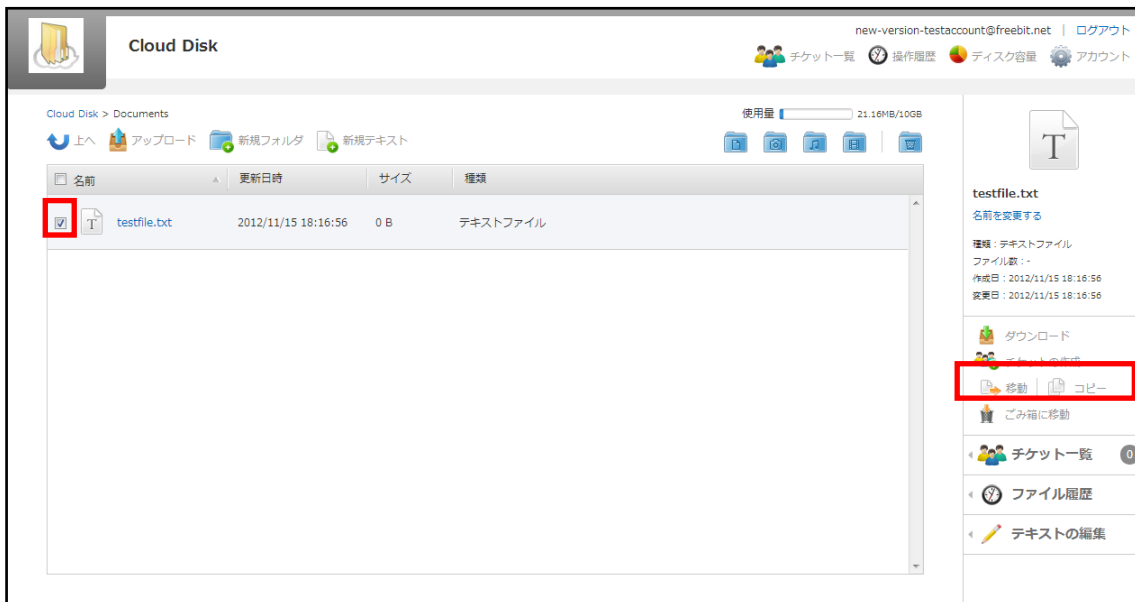 new-version-testaccount@freebit.net | ログアウト
Cloud Disk
チケット一覧 操作履歴 ディスク容量 アカウント
Cloud Disk > Documents
使用量 21.16MB/10GB
上へ アップロード 新規フォルダ 新規テキスト
T
名前 更新日時 サイズ 種類
testfile.txt
T testfile.txt 2012/11/15 18:16:56 0 B テキストファイル
名前を変更する
種類：テキストファイル
ファイル数：-
作成日：2012/11/15 18:16:56
変更日：2012/11/15 18:16:56
ダウンロード
チケットの作成
移動 | コピー
ごみ箱に移動
チケット一覧 0
ファイル履歴
テキストの編集